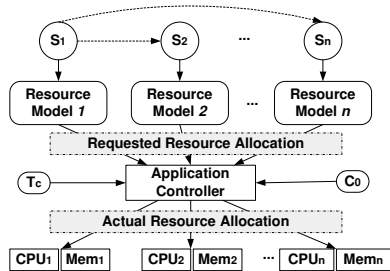 S1 S2 ... Sn
Resource Model 1
Resource Model 2
...
Resource Model n
Requested Resource Allocation
Tc
Application Controller
C0
Actual Resource Allocation
CPU1 Mem1 CPU2 Mem2 ... CPUn Memn